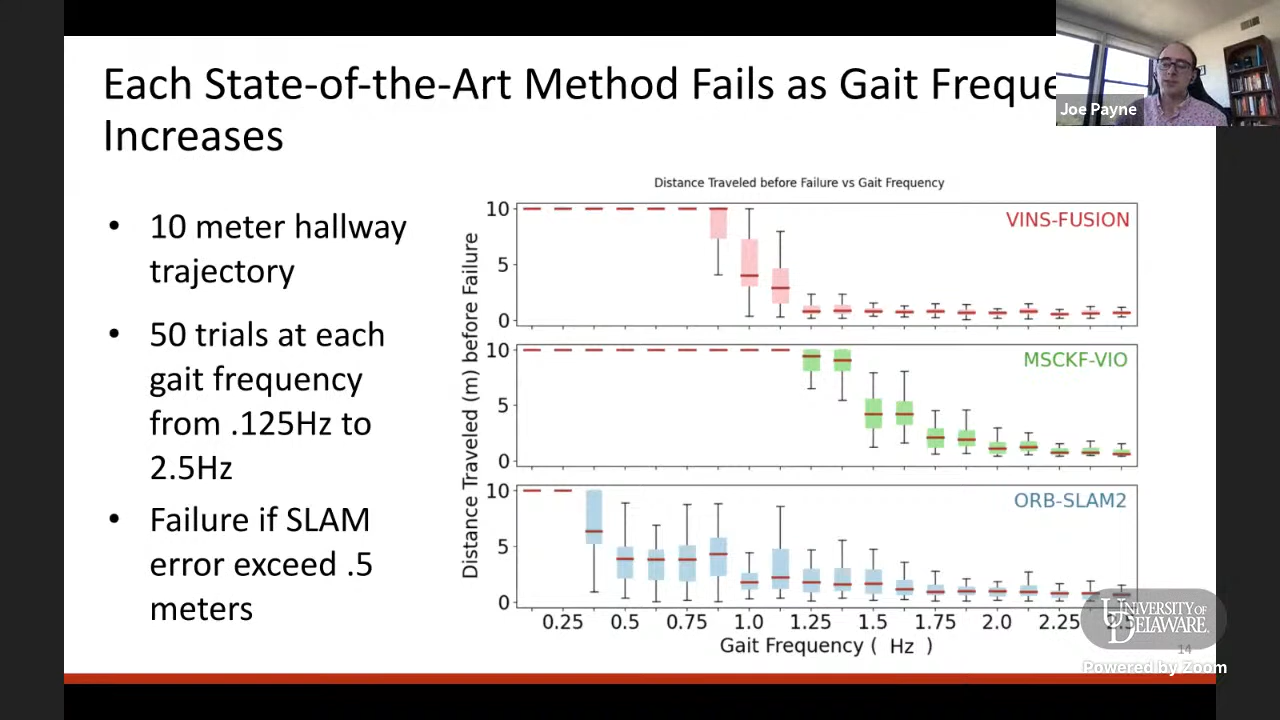 Each State-of-the-Art Method Fails as Gait Freque
Increases
Joe Payne
• 10 meter hallway
trajectory
• 50 trials at each
gait frequency
from .125Hz to
2.5Hz
• Failure if SLAM
error exceed .5
meters
Distance Traveled before Failure vs Gait Frequency
Distance Traveled (m) before Failure
10
5
0
VINS-FUSION
10
5
0
MSCKF-VIO
10
5
0
ORB-SLAM2
0.25 0.5 0.75 1.0 1.25 1.5 1.75 2.0 2.25
Gait Frequency ( Hz )
UNIVERSITY OF
DELAWARE.
14
Powered by Zoom